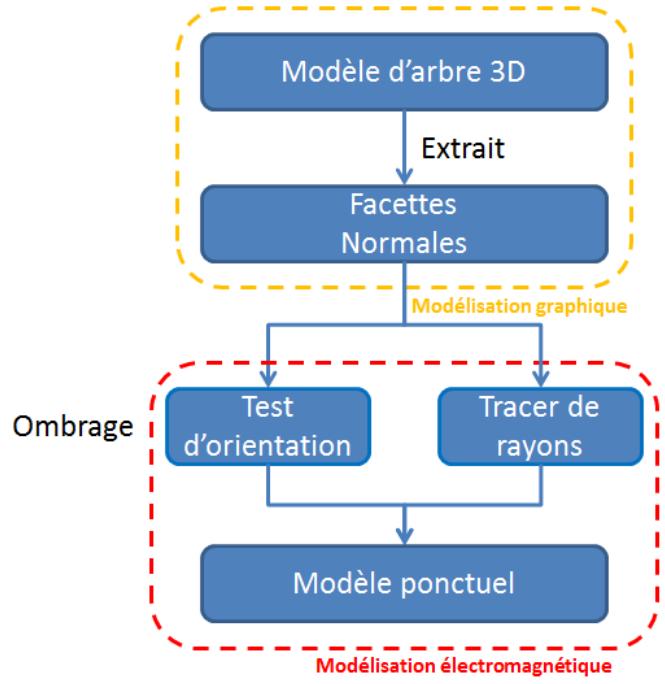 Modèle d'arbre 3D
Extrait
Facettes
Normales
Modélisation graphique
Ombrage
Test
d'orientation
Tracer de
rayons
Modèle ponctuel
Modélisation électromagnétique